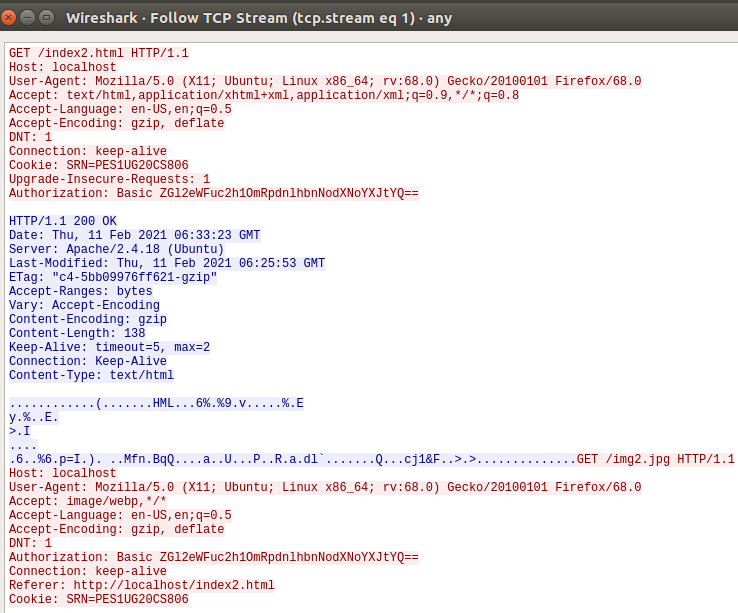 Wireshark · Follow TCP Stream (tcp.stream eq 1) · any
GET /index2.html HTTP/1.1
Host: localhost
User-Agent: Mozilla/5.0 (X11; Ubuntu; Linux x86_64; rv:68.0) Gecko/20100101 Firefox/68.0
Accept: text/html,application/xhtml+xml,application/xml;q=0.9,*/*;q=0.8
Accept-Language: en-US,en;q=0.5
Accept-Encoding: gzip, deflate
DNT: 1
Connection: keep-alive
Cookie: SRN=PES1UG20CS806
Upgrade-Insecure-Requests: 1
Authorization: Basic ZGl2eWFuc2h1OmRpdnlhbnNodXNoYXJtYQ==
HTTP/1.1 200 OK
Date: Thu, 11 Feb 2021 06:33:23 GMT
Server: Apache/2.4.18 (Ubuntu)
Last-Modified: Thu, 11 Feb 2021 06:25:53 GMT
ETag: "c4-5bb09976ff621-gzip"
Accept-Ranges: bytes
Vary: Accept-Encoding
Content-Encoding: gzip
Content-Length: 138
Keep-Alive: timeout=5, max=2
Connection: Keep-Alive
Content-Type: text/html
............(.......HML...6%.%9.v.....%.E
y.%..E.
>.I
....
.6..%6.p=I.). ..Mfn.BqQ....a..U...P..R.a.dl`.......Q...cj1&F..>.>..............GET /img2.jpg HTTP/1.1
Host: localhost
User-Agent: Mozilla/5.0 (X11; Ubuntu; Linux x86_64; rv:68.0) Gecko/20100101 Firefox/68.0
Accept: image/webp,*/*
Accept-Language: en-US,en;q=0.5
Accept-Encoding: gzip, deflate
DNT: 1
Authorization: Basic ZGl2eWFuc2h1OmRpdnlhbnNodXNoYXJtYQ==
Connection: keep-alive
Referer: http://localhost/index2.html
Cookie: SRN=PES1UG20CS806